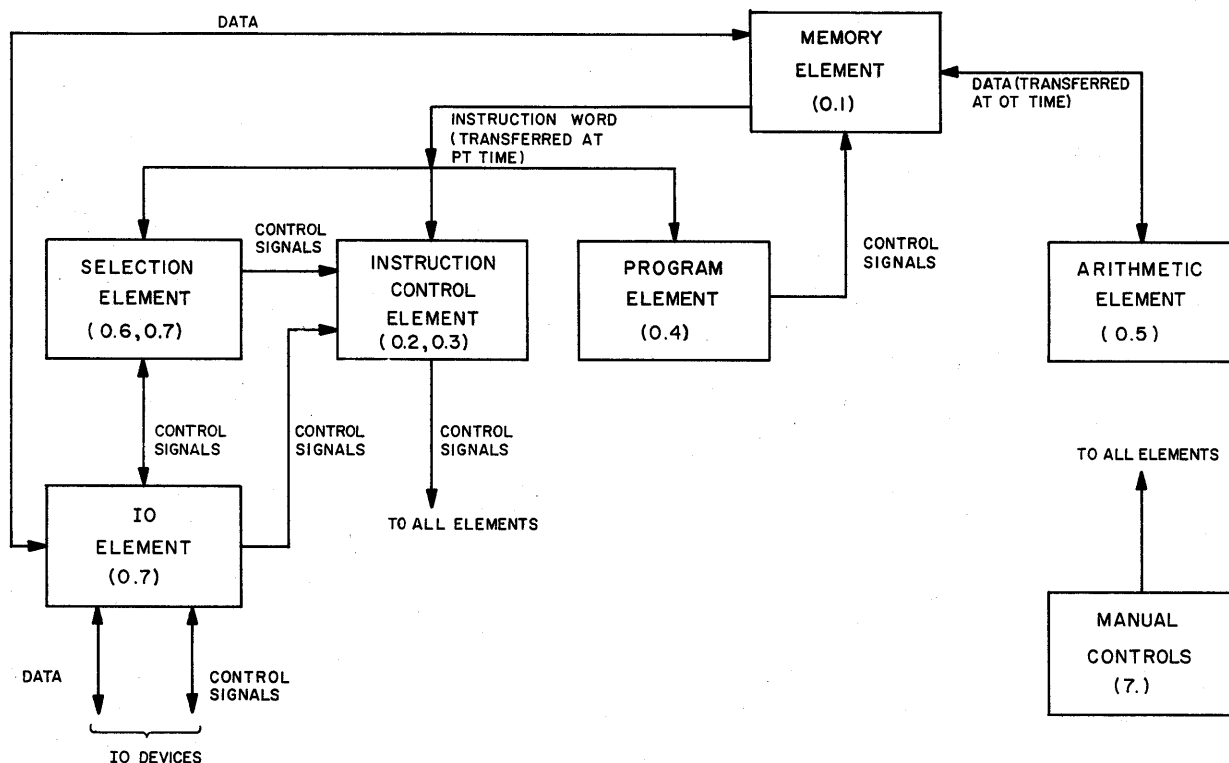 DATA
MEMORY
ELEMENT
(0.1)
DATA (TRANSFERRED
AT OT TIME)
INSTRUCTION WORD
(TRANSFERRED AT
PT TIME)
SELECTION
ELEMENT
(0.6, 0.7)
CONTROL
SIGNALS
INSTRUCTION
CONTROL
ELEMENT
(0.2, 0.3)
PROGRAM
ELEMENT
(0.4)
CONTROL
SIGNALS
ARITHMETIC
ELEMENT
(0.5)
CONTROL
SIGNALS
CONTROL
SIGNALS
CONTROL
SIGNALS
TO ALL ELEMENTS
TO ALL ELEMENTS
IO
ELEMENT
(0.7)
MANUAL
CONTROLS
(7.)
DATA
CONTROL
SIGNALS
IO DEVICES